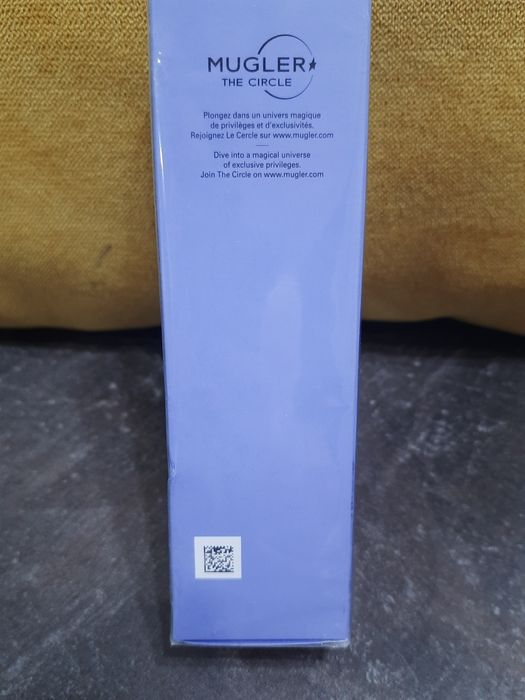 MUGLER
THE CIRCLE
Plongez dans un univers magique
de privilèges et d'exclusivités.
Rejoignez Le Cercle sur www.mugler.com
Dive into a magical universe
of exclusive privileges.
Join The Circle on www.mugler.com